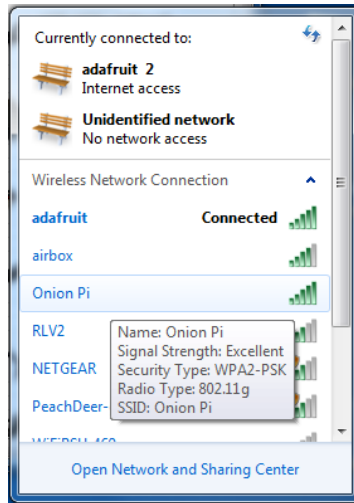 Currently connected to:
adafruit 2
Internet access
Unidentified network
No network access
Wireless Network Connection
adafruit Connected
airbox
Onion Pi
RLV2
Name: Onion Pi
Signal Strength: Excellent
NETGEAR
Security Type: WPA2-PSK
Radio Type: 802.11g
PeachDeer-
SSID: Onion Pi
Open Network and Sharing Center